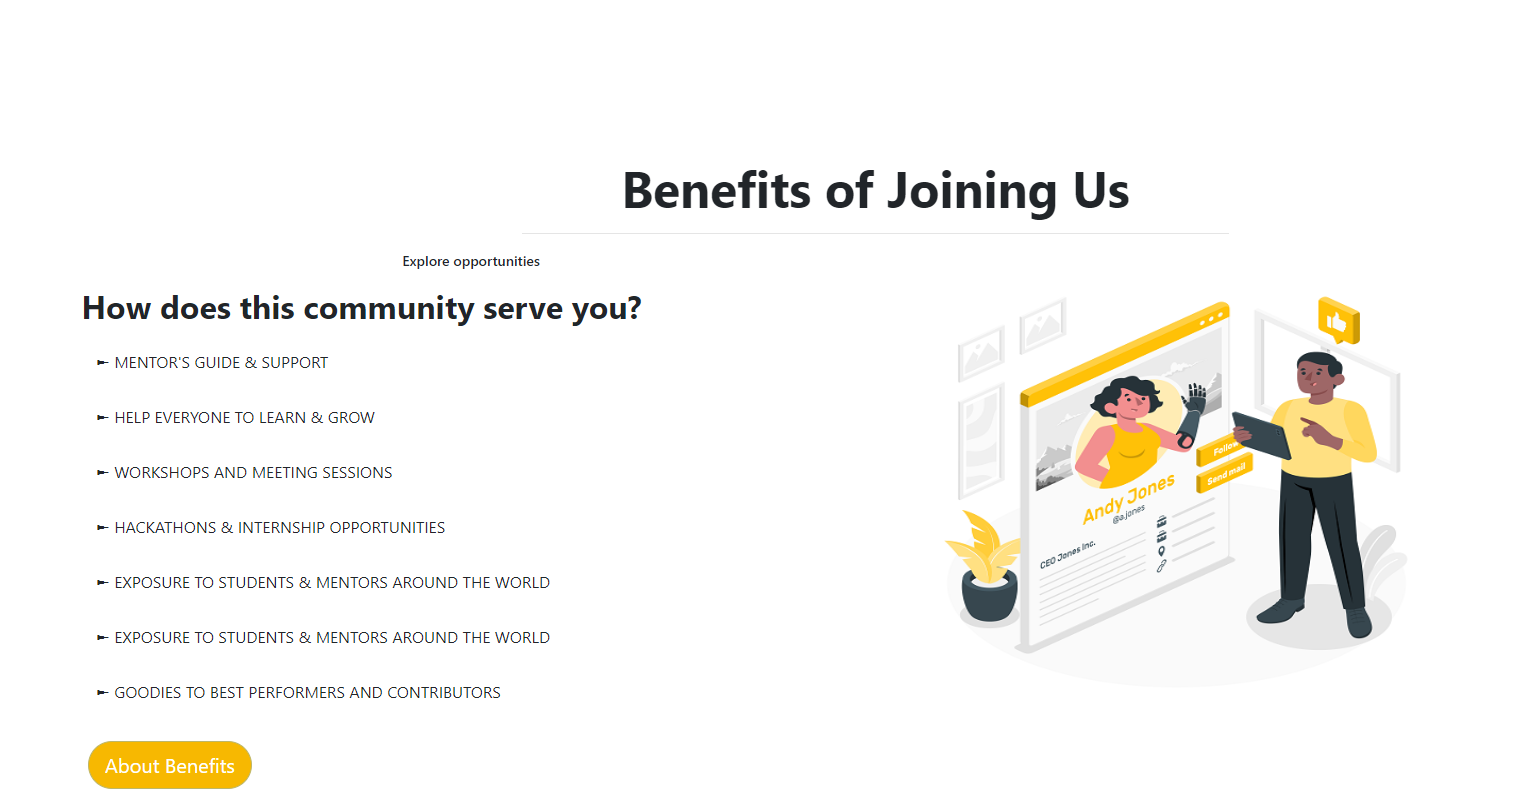 Benefits of Joining Us
Explore opportunities
How does this community serve you?
MENTOR'S GUIDE & SUPPORT
HELP EVERYONE TO LEARN & GROW
WORKSHOPS AND MEETING SESSIONS
HACKATHONS & INTERNSHIP OPPORTUNITIES
EXPOSURE TO STUDENTS & MENTORS AROUND THE WORLD
EXPOSURE TO STUDENTS & MENTORS AROUND THE WORLD
GOODIES TO BEST PERFORMERS AND CONTRIBUTORS
About Benefits
Follow
Send mail
Andy Jones
@a.jones
CEO Jones Inc.